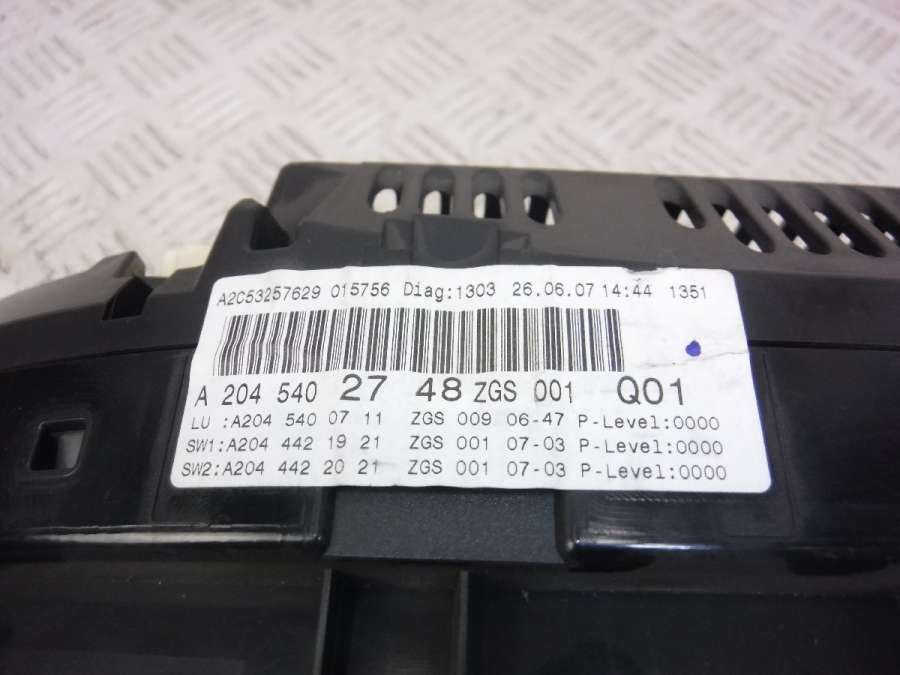 A2C53257629 015756 Diag:1303 26.06.07 14:44 1351
A 204 540 27 48 ZGS 001 Q01
LU :A204 540 07 11 ZGS 009 06-47 P-Level:0000
SW1:A204 442 19 21 ZGS 001 07-03 P-Level:0000
SW2:A204 442 20 21 ZGS 001 07-03 P-Level:0000